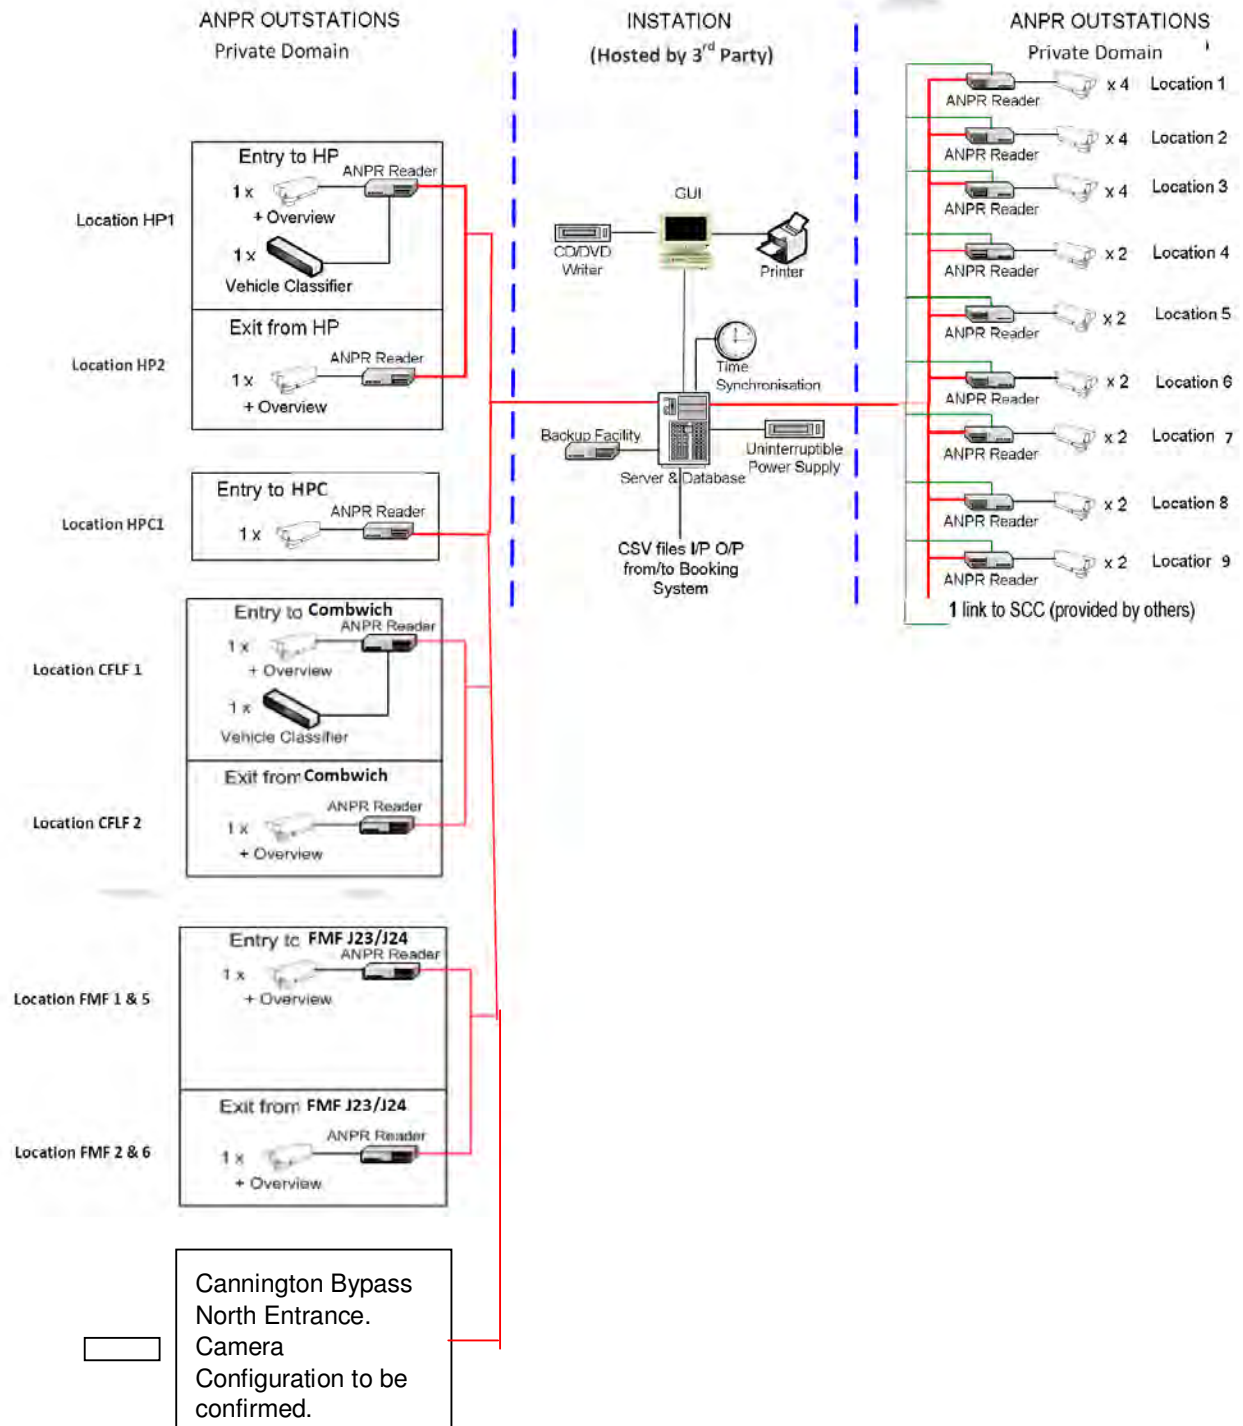 ANPR OUTSTATIONS
Private Domain
Entry to HP
ANPR Reader
1 x
+ Overview
1 x
Vehicle Classifier
Location HP1
Exit from HP
ANPR Reader
1 x
+ Overview
Location HP2
Entry to HPC
ANPR Reader
1 x
Location HPC1
Entry to Combwich
ANPR Reader
1 x
+ Overview
1 x
Vehicle Classifier
Location CFLF 1
Exit from Combwich
ANPR Reader
1 x
+ Overview
Location CFLF 2
Entry to FMF J23/J24
ANPR Reader
1 x
+ Overview
Location FMF 1 & 5
Exit from FMF J23/J24
ANPR Reader
1 x
+ Overview
Location FMF 2 & 6
Cannington Bypass
North Entrance.
Camera
Configuration to be
confirmed.
INSTATION
(Hosted by 3rd Party)
GUI
CD/DVD
Writer
Printer
Time
Synchronisation
Backup Facility
Uninterruptible
Power Supply
Server & Database
CSV files I/P O/P
from/to Booking
System
ANPR OUTSTATIONS
Private Domain
x 4 Location 1
ANPR Reader
x 4 Location 2
ANPR Reader
x 4 Location 3
ANPR Reader
x 2 Location 4
ANPR Reader
x 2 Location 5
ANPR Reader
x 2 Location 6
ANPR Reader
x 2 Location 7
ANPR Reader
x 2 Location 8
ANPR Reader
x 2 Location 9
ANPR Reader
1 link to SCC (provided by others)